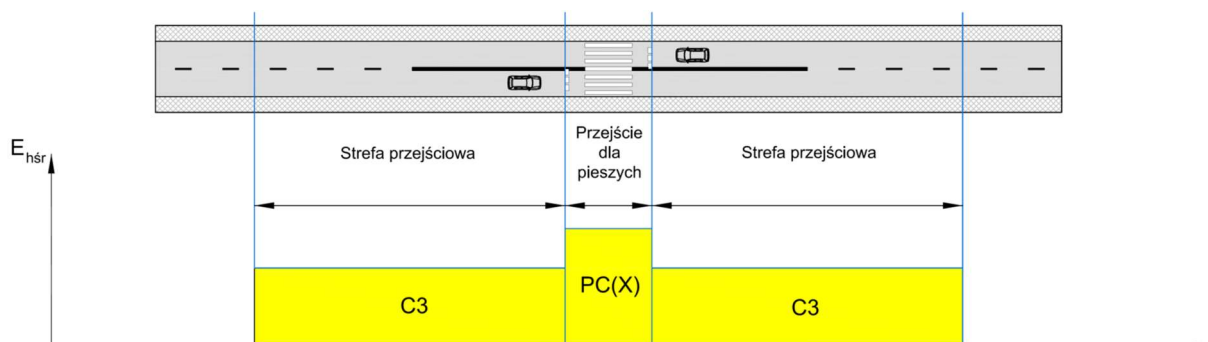 Przejście
dla
pieszych
Strefa przejściowa
Strefa przejściowa
E hśr
PC(X)
C3
C3